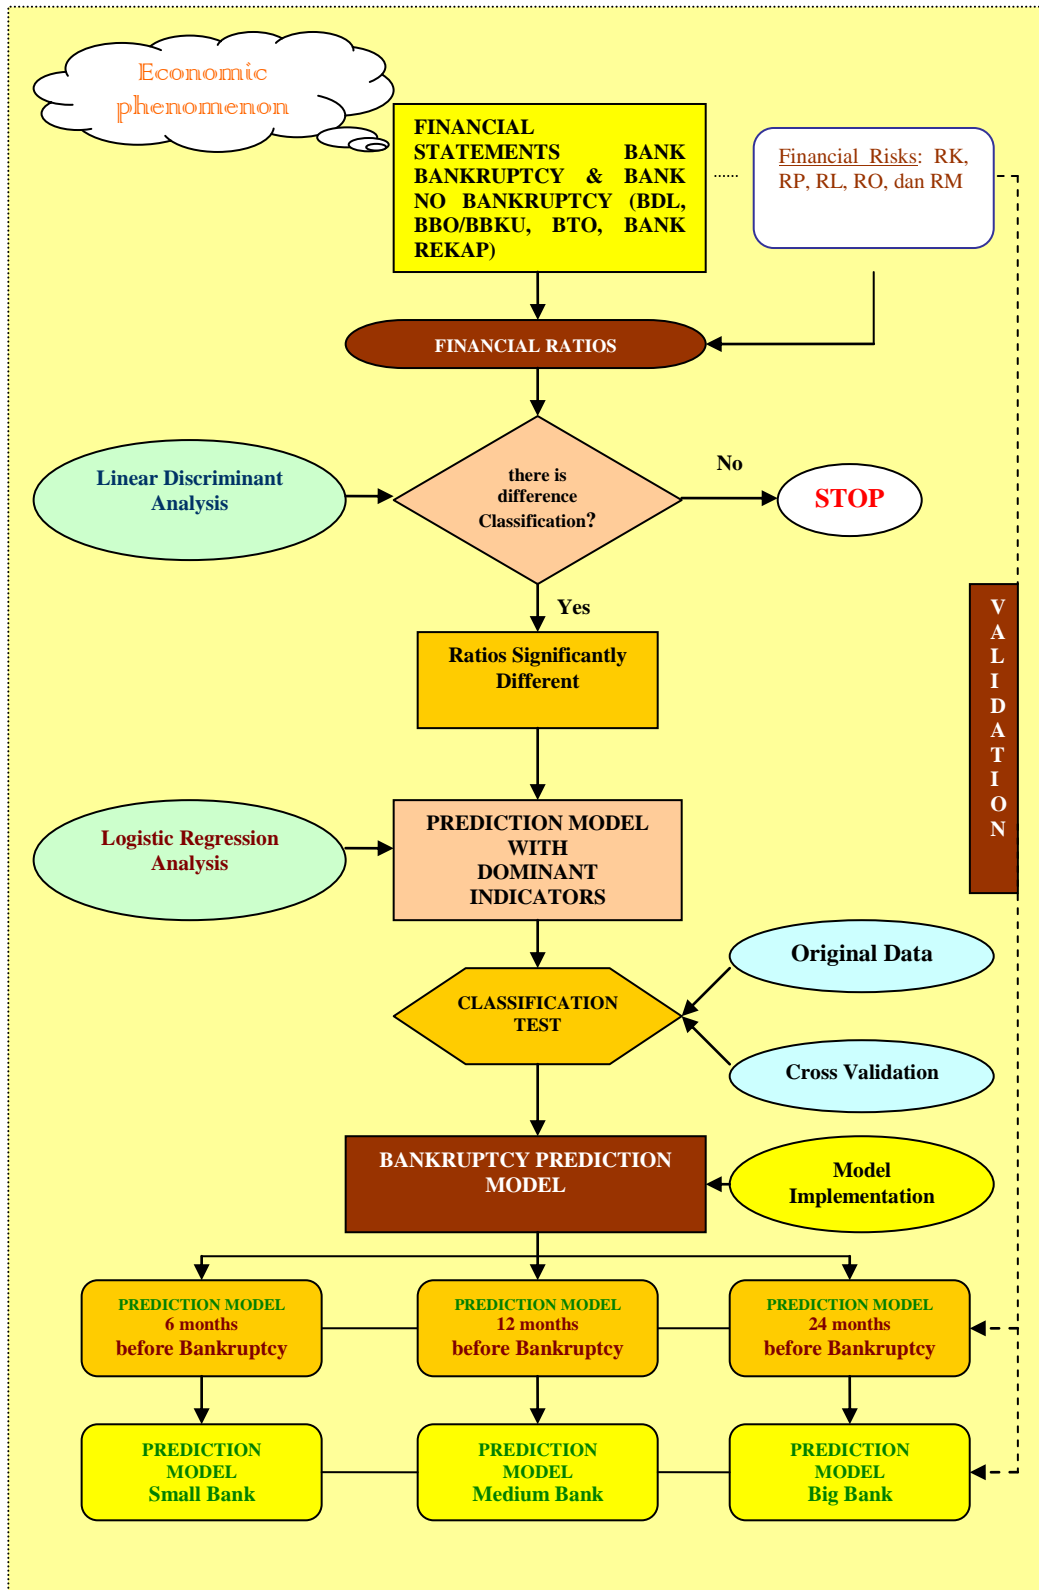 Economic
phenomenon
FINANCIAL
STATEMENTS BANK
BANKRUPTCY & BANK
NO BANKRUPTCY (BDL,
BBO/BBKU, BTO, BANK
REKAP)
......
Financial Risks: RK,
RP, RL, RO, dan RM
FINANCIAL RATIOS
Linear Discriminant
Analysis
there is
difference
Classification?
No
STOP
Yes
Ratios Significantly
Different
V
A
L
I
D
A
T
I
O
N
Logistic Regression
Analysis
PREDICTION MODEL
WITH
DOMINANT
INDICATORS
Original Data
CLASSIFICATION
TEST
Cross Validation
BANKRUPTCY PREDICTION
MODEL
Model
Implementation
PREDICTION MODEL
6 months
before Bankruptcy
PREDICTION MODEL
12 months
before Bankruptcy
PREDICTION MODEL
24 months
before Bankruptcy
PREDICTION
MODEL
Small Bank
PREDICTION
MODEL
Medium Bank
PREDICTION
MODEL
Big Bank